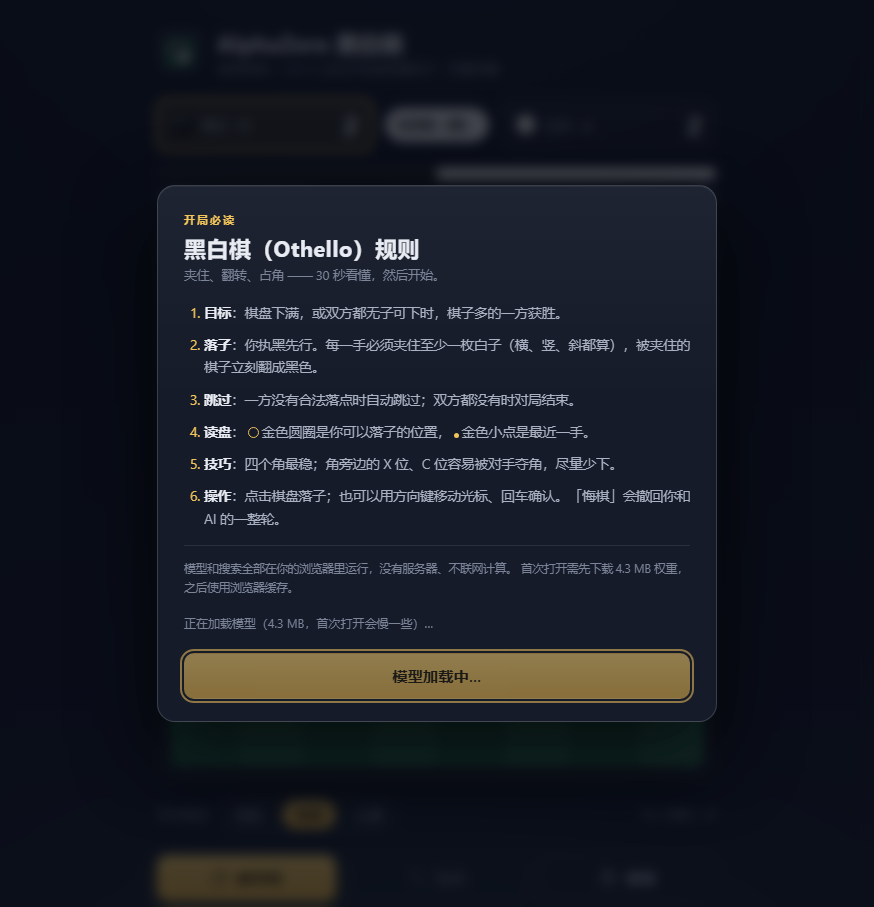 开局必读
黑白棋（Othello）规则
夹住、翻转、占角 —— 30 秒看懂，然后开始。
1. 目标：棋盘下满，或双方都无子可下时，棋子多的一方获胜。
2. 落子：你执黑先行。每一手必须夹住至少一枚白子（横、竖、斜都算），被夹住的
棋子立刻翻成黑色。
3. 跳过：一方没有合法落点时自动跳过；双方都没有时对局结束。
4. 读盘：金色圆圈是你可以落子的位置，金色小点是最近一手。
5. 技巧：四个角最稳；角旁边的 X 位、C 位容易被对手夺角，尽量少下。
6. 操作：点击棋盘落子；也可以用方向键移动光标、回车确认。「悔棋」会撤回你和
AI 的一整轮。
模型和搜索全部在你的浏览器里运行，没有服务器、不联网计算。 首次打开需先下载 4.3 MB 权重，
之后使用浏览器缓存。
正在加载模型（4.3 MB，首次打开会慢一些）...
模型加载中...